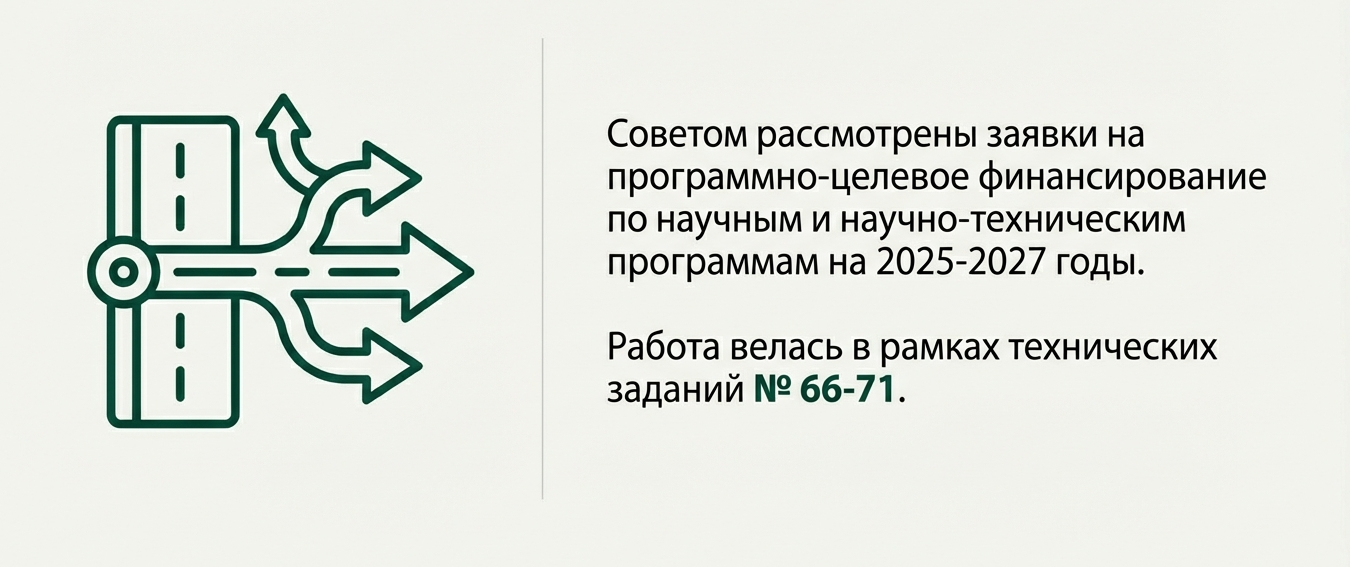 Советом рассмотрены заявки на
программно-целевое финансирование
по научным и научно-техническим
программам на 2025-2027 годы.
Работа велась в рамках технических
заданий № 66-71.